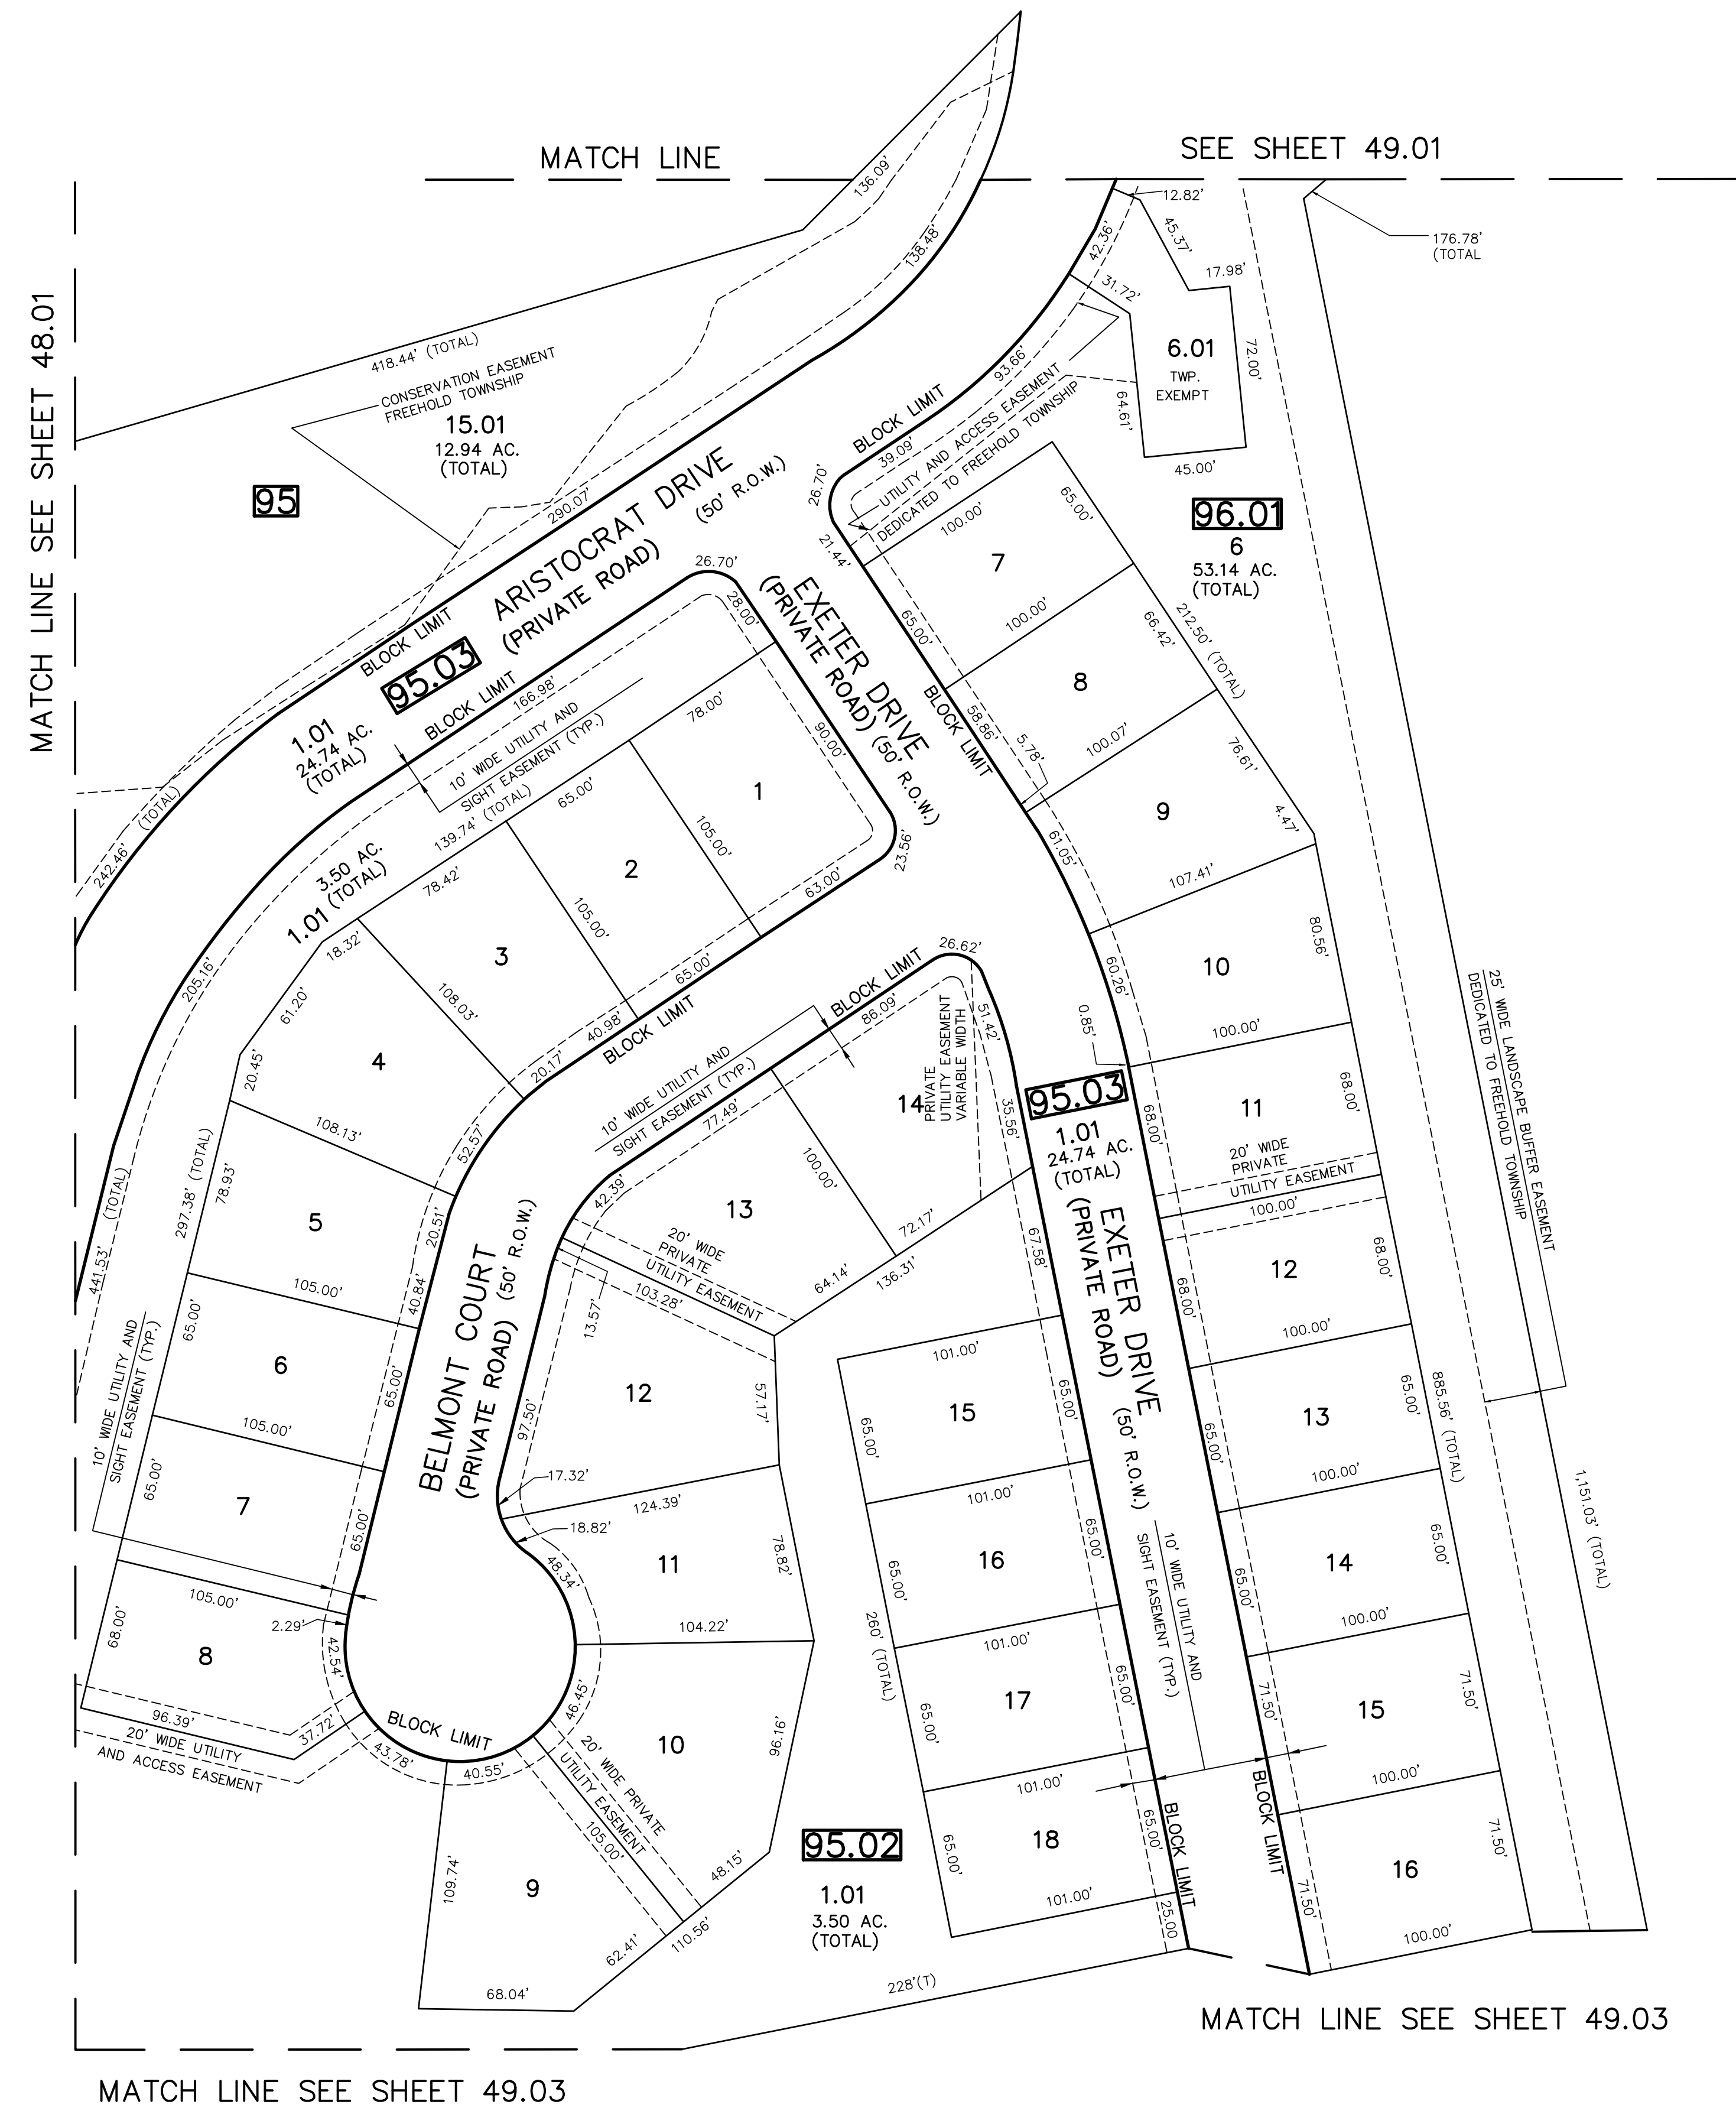 MATCH LINE
SEE SHEET 49.01
MATCH LINE SEE SHEET 48.01
136.09'
138.48'
12.82'
45.37'
42.36'
17.98'
31.72'
176.78'
(TOTAL
6.01
TWP.
EXEMPT
72.00'
64.61'
45.00'
93.66'
BLOCK LIMIT
39.09'
26.70'
UTILITY AND ACCESS EASEMENT
DEDICATED TO FREEHOLD TOWNSHIP
21.44'
418.44' (TOTAL)
CONSERVATION EASEMENT
FREEHOLD TOWNSHIP
15.01
12.94 AC.
(TOTAL)
95
290.07'
ARISTOCRAT DRIVE
(50' R.O.W.)
(PRIVATE ROAD)
BLOCK LIMIT
95.03
BLOCK LIMIT
1.01
24.74 AC.
(TOTAL)
166.98'
26.70'
28.00'
10' WIDE UTILITY AND
SIGHT EASEMENT (TYP.)
139.74' (TOTAL)
242.46'
(TOTAL)
3.50 AC.
1.01 (TOTAL)
205.16'
441.53'
(TOTAL)
EXETER DRIVE
(PRIVATE ROAD) (50' R.O.W.)
96.01
6
53.14 AC.
(TOTAL)
65.00'
100.00'
7
65.00'
100.00'
66.42'
212.50' (TOTAL)
8
58.86'
BLOCK LIMIT
5.78'
100.07'
76.61'
9
4.47'
61.05'
107.41'
80.56'
10
60.26'
0.85'
100.00'
68.00'
11
68.00'
20' WIDE
PRIVATE
UTILITY EASEMENT
100.00'
12
68.00'
68.00'
100.00'
13
65.00'
65.00'
885.56' (TOTAL)
100.00'
14
65.00'
65.00'
100.00'
15
71.50'
71.50'
100.00'
16
71.50'
71.50'
100.00'
25' WIDE LANDSCAPE BUFFER EASEMENT
DEDICATED TO FREEHOLD TOWNSHIP
1,151.03' (TOTAL)
78.00'
90.00'
1
105.00'
23.56'
63.00'
65.00'
2
105.00'
65.00'
78.42'
3
40.98'
BLOCK LIMIT
18.32'
108.03'
20.17'
61.20'
4
20.45'
108.13'
52.57'
297.38' (TOTAL)
78.93'
5
20.51'
40.84'
105.00'
65.00'
6
65.00'
105.00'
65.00'
7
65.00'
10' WIDE UTILITY AND
SIGHT EASEMENT (TYP.)
105.00'
2.29'
68.00'
8
42.54'
96.39'
37.72'
20' WIDE UTILITY
AND ACCESS EASEMENT
43.78'
BLOCK LIMIT
40.55'
BELMONT COURT
(PRIVATE ROAD) (50' R.O.W.)
BLOCK LIMIT
86.09'
26.62'
51.42'
PRIVATE
UTILITY EASEMENT
VARIABLE WIDTH
14
35.56'
10' WIDE UTILITY AND
SIGHT EASEMENT (TYP.)
77.49'
100.00'
42.39'
13
72.17'
64.14'
136.31'
20' WIDE
PRIVATE
UTILITY EASEMENT
103.28'
13.57'
12
57.17'
97.50'
17.32'
124.39'
18.82'
11
78.82'
48.34'
104.22'
46.45'
10
96.16'
20' WIDE PRIVATE
UTILITY EASEMENT
105.00'
48.15'
9
109.74'
62.41'
110.56'
68.04'
95.03
1.01
24.74 AC.
(TOTAL)
67.58'
EXETER DRIVE
(PRIVATE ROAD)
(50' R.O.W.)
101.00'
65.00'
15
65.00'
101.00'
65.00'
16
65.00'
260' (TOTAL)
101.00'
65.00'
17
65.00'
101.00'
65.00'
18
65.00'
101.00'
25.00
BLOCK LIMIT
BLOCK LIMIT
10' WIDE UTILITY AND
SIGHT EASEMENT (TYP.)
95.02
1.01
3.50 AC.
(TOTAL)
228'(T)
MATCH LINE SEE SHEET 49.03
MATCH LINE SEE SHEET 49.03